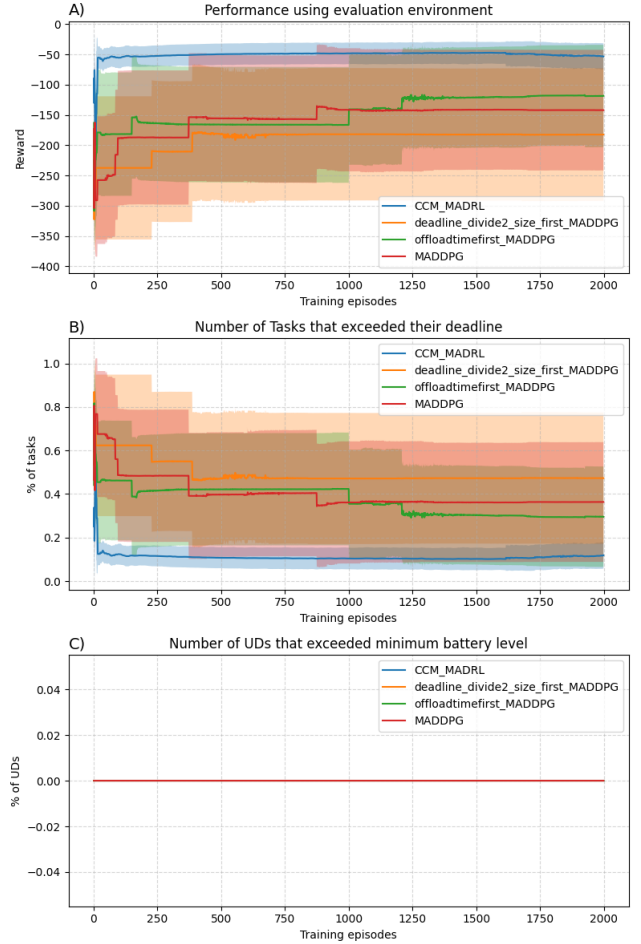 A)
Performance using evaluation environment
0
−50
−100
−150
−200
−250
−300
−350
−400
Reward
CCM_MADRL
deadline_divide2_size_first_MADDPG
offloadtimefirst_MADDPG
MADDPG
0 250 500 750 1000 1250 1500 1750 2000
Training episodes
B)
Number of Tasks that exceeded their deadline
1.0
0.8
0.6
0.4
0.2
0.0
% of tasks
CCM_MADRL
deadline_divide2_size_first_MADDPG
offloadtimefirst_MADDPG
MADDPG
0 250 500 750 1000 1250 1500 1750 2000
Training episodes
C)
Number of UDs that exceeded minimum battery level
0.04
0.02
0.00
−0.02
−0.04
% of UDs
CCM_MADRL
deadline_divide2_size_first_MADDPG
offloadtimefirst_MADDPG
MADDPG
0 250 500 750 1000 1250 1500 1750 2000
Training episodes